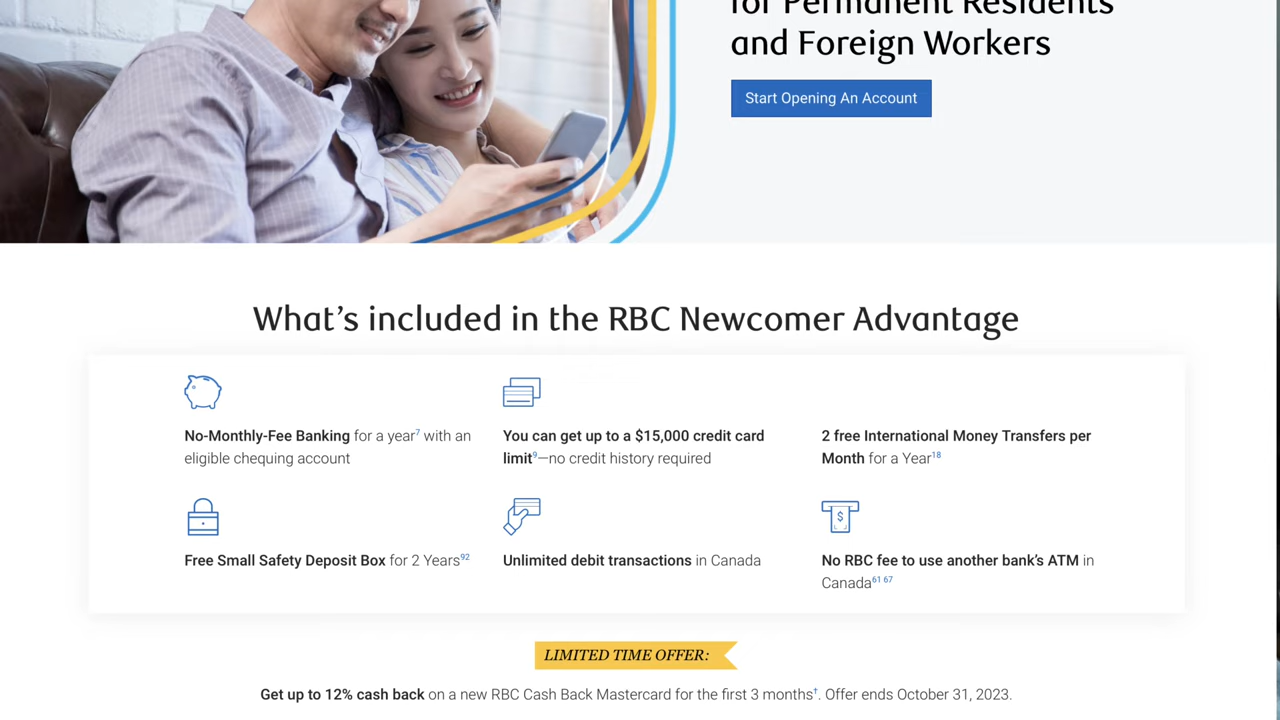 for Permanent Residents
and Foreign Workers
Start Opening An Account
What's included in the RBC Newcomer Advantage
No-Monthly-Fee Banking for a year7 with an
eligible chequing account
You can get up to a $15,000 credit card
limit9—no credit history required
2 free International Money Transfers per
Month for a Year18
Free Small Safety Deposit Box for 2 Years92
Unlimited debit transactions in Canada
No RBC fee to use another bank's ATM in
Canada61 67
LIMITED TIME OFFER:
Get up to 12% cash back on a new RBC Cash Back Mastercard for the first 3 months†. Offer ends October 31, 2023.